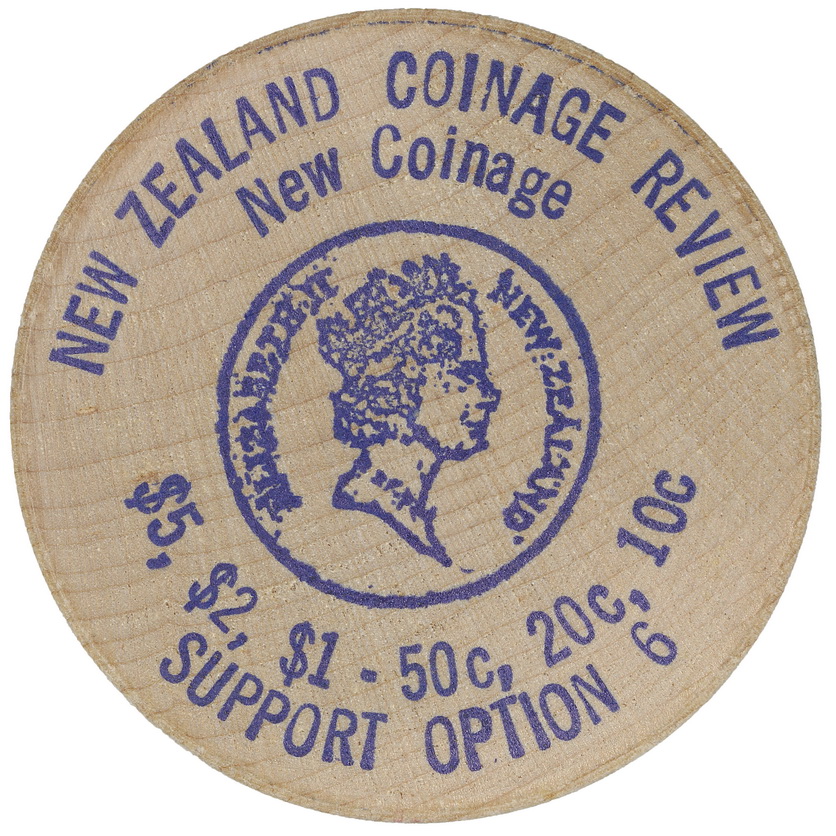 NEW ZEALAND COINAGE REVIEW
New Coinage
ELIZABETH II
NEW ZEALAND
$5, $2, $1 - 50c, 20c, 10c
SUPPORT OPTION 6